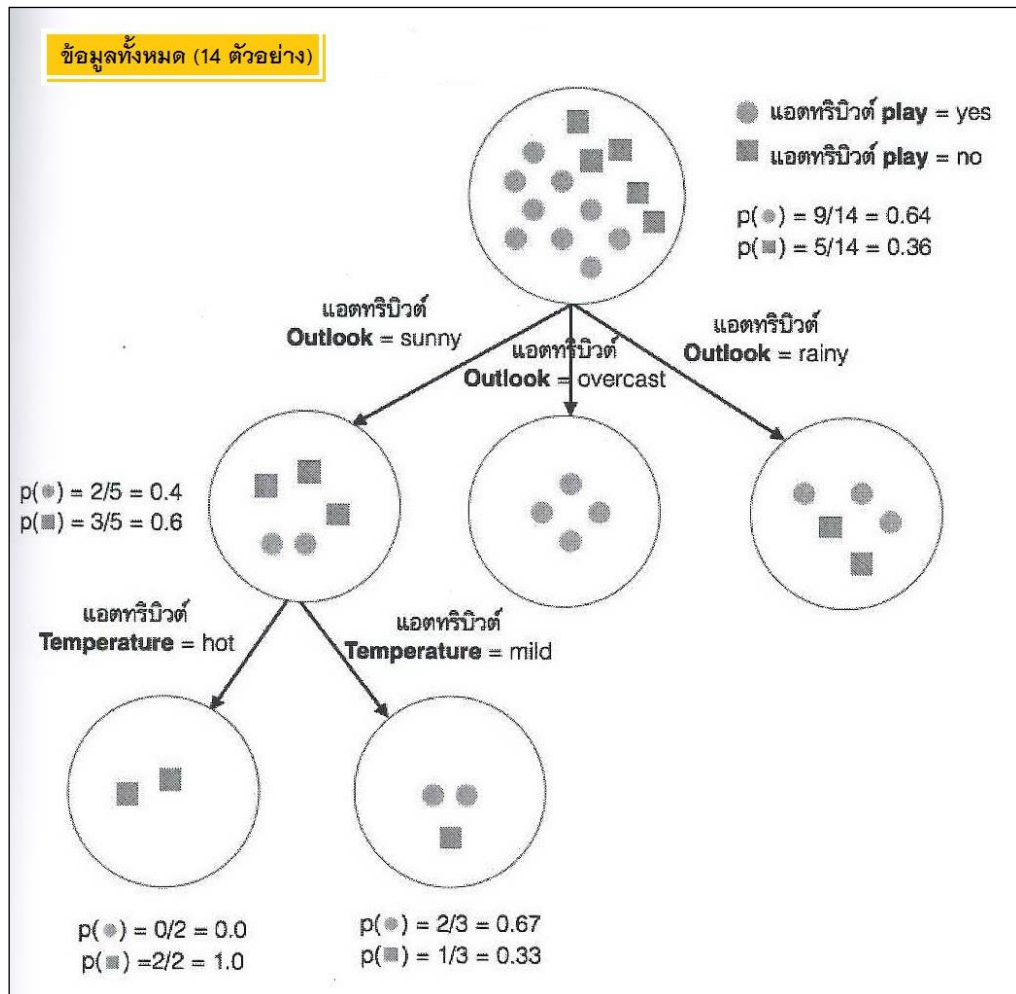 ข้อมูลทั้งหมด (14 ตัวอย่าง)
แอตทริบิวต์ play = yes
แอตทริบิวต์ play = no
p(●) = 9/14 = 0.64
p(■) = 5/14 = 0.36
แอตทริบิวต์
Outlook = sunny
แอตทริบิวต์
Outlook = overcast
แอตทริบิวต์
Outlook = rainy
p(●) = 2/5 = 0.4
p(■) = 3/5 = 0.6
แอตทริบิวต์
Temperature = hot
แอตทริบิวต์
Temperature = mild
p(●) = 0/2 = 0.0
p(■) =2/2 = 1.0
p(●) = 2/3 = 0.67
p(■) = 1/3 = 0.33